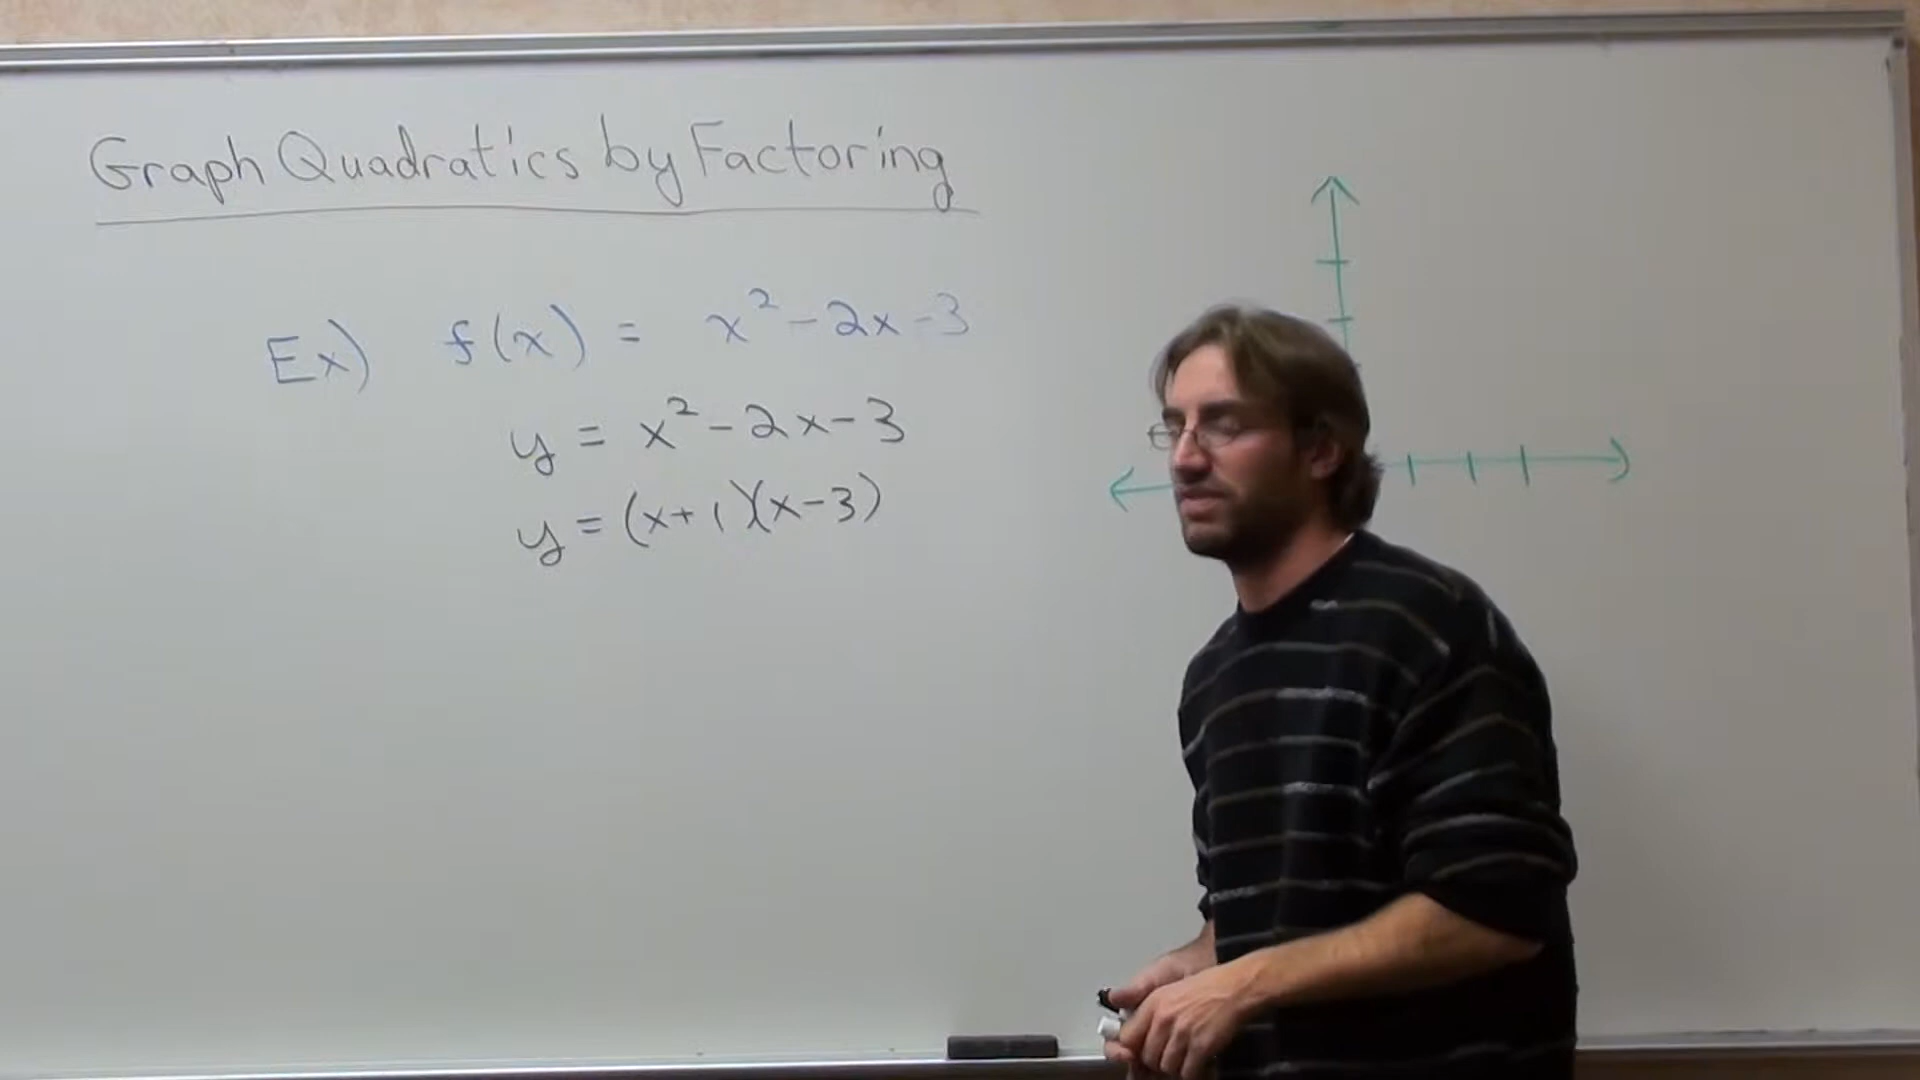 Graph Quadratics by Factoring
Ex) f(x) = x² - 2x - 3
y = x² - 2x - 3
y = (x + 1)(x - 3)